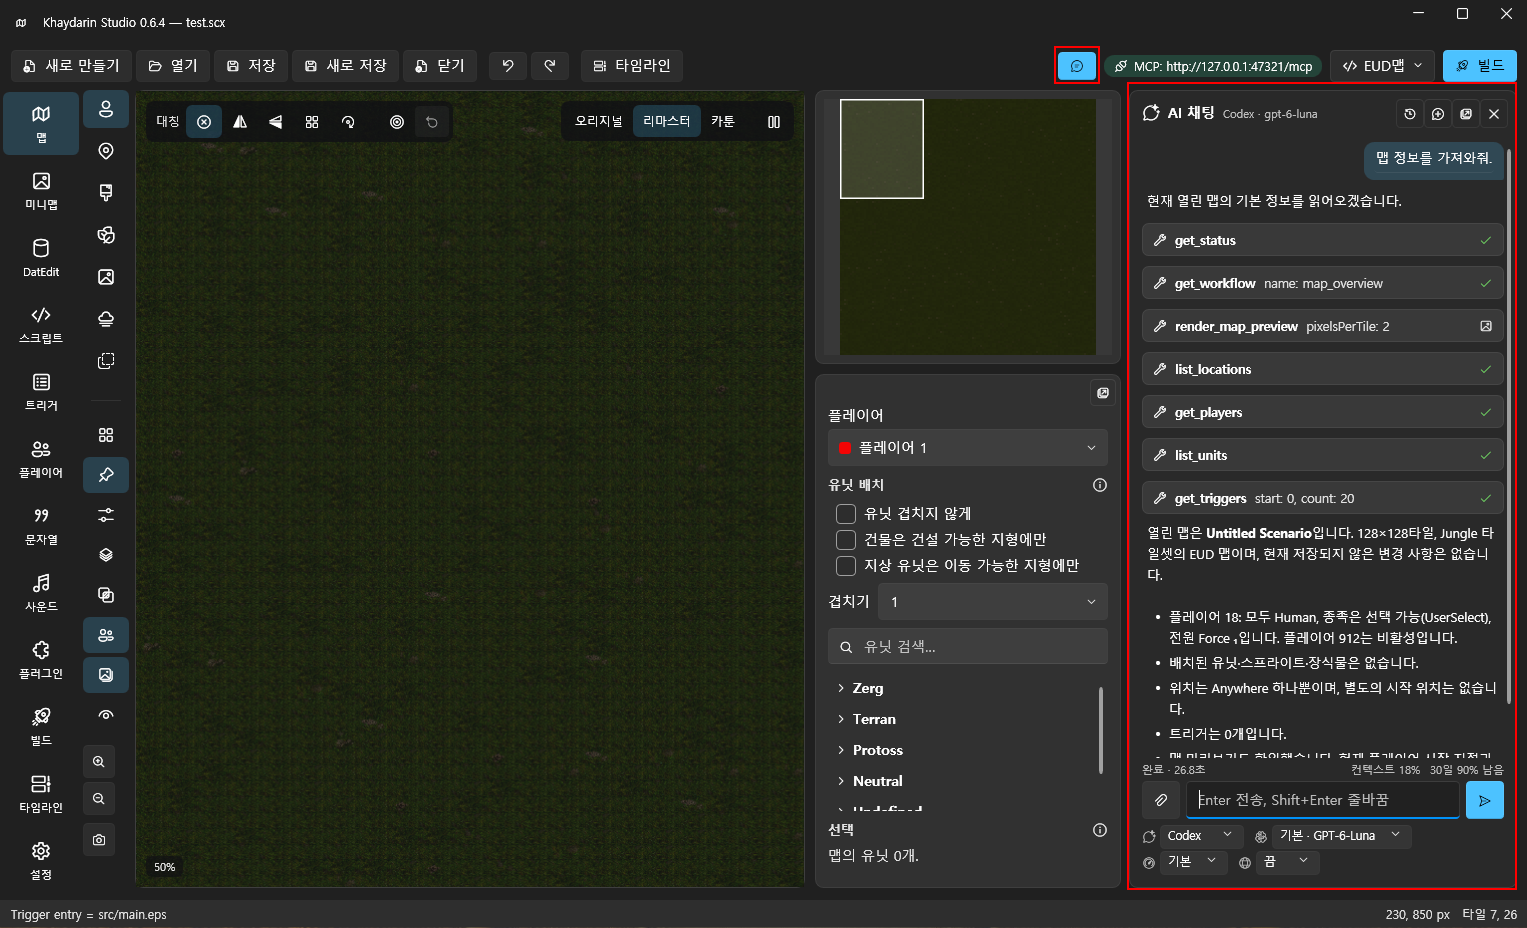 Khaydarin Studio 0.6.4 — test.scx
새로 만들기
열기
저장
새로 저장
닫기
타임라인
MCP: http://127.0.0.1:47321/mcp
EUD맵
빌드
맵
미니맵
DatEdit
스크립트
트리거
플레이어
문자열
사운드
플러그인
빌드
타임라인
설정
대칭
오리지널
리마스터
카툰
50%
플레이어
플레이어 1
유닛 배치
유닛 겹치지 않게
건물은 건설 가능한 지형에만
지상 유닛은 이동 가능한 지형에만
겹치기
1
유닛 검색...
Zerg
Terran
Protoss
Neutral
Undefined
선택
맵의 유닛 0개.
AI 채팅 Codex · gpt-6-luna
맵 정보를 가져와줘.
현재 열린 맵의 기본 정보를 읽어오겠습니다.
get_status
get_workflow name: map_overview
render_map_preview pixelsPerTile: 2
list_locations
get_players
list_units
get_triggers start: 0, count: 20
열린 맵은 Untitled Scenario입니다. 128×128타일, Jungle 타
일셋의 EUD 맵이며, 현재 저장되지 않은 변경 사항은 없습니
다.
• 플레이어 18: 모두 Human, 종족은 선택 가능(UserSelect),
전원 Force ₁입니다. 플레이어 912는 비활성입니다.
• 배치된 유닛·스프라이트·장식물은 없습니다.
• 위치는 Anywhere 하나뿐이며, 별도의 시작 위치는 없습니
다.
• 트리거는 0개입니다.
완료 · 26.8초
컨텍스트 18% 30일 90% 남음
Enter 전송, Shift+Enter 줄바꿈
Codex
기본 · GPT-6-Luna
기본
끔
Trigger entry = src/main.eps
230, 850 px 타일 7, 26